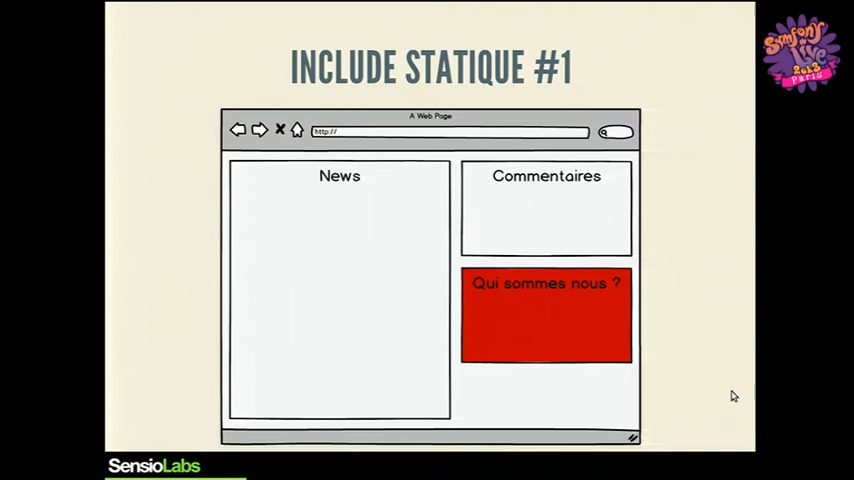 INCLUDE STATIQUE #1
Symfony
Live
2013
Paris
A Web Page
http://
News
Commentaires
Qui sommes nous ?
SensioLabs